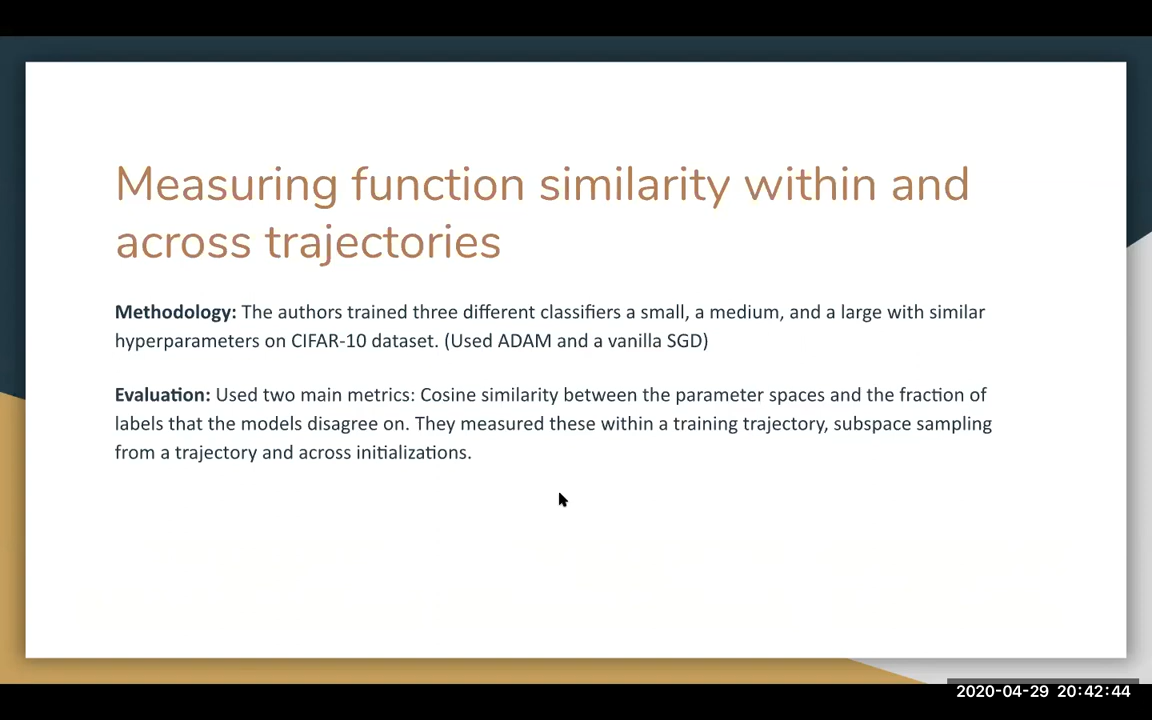 Measuring function similarity within and
across trajectories
Methodology: The authors trained three different classifiers a small, a medium, and a large with similar
hyperparameters on CIFAR-10 dataset. (Used ADAM and a vanilla SGD)
Evaluation: Used two main metrics: Cosine similarity between the parameter spaces and the fraction of
labels that the models disagree on. They measured these within a training trajectory, subspace sampling
from a trajectory and across initializations.
2020-04-29 20:42:44